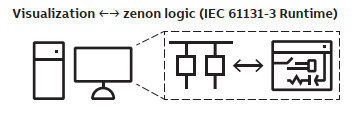 Visualization ←→ zenon logic (IEC 61131-3 Runtime)